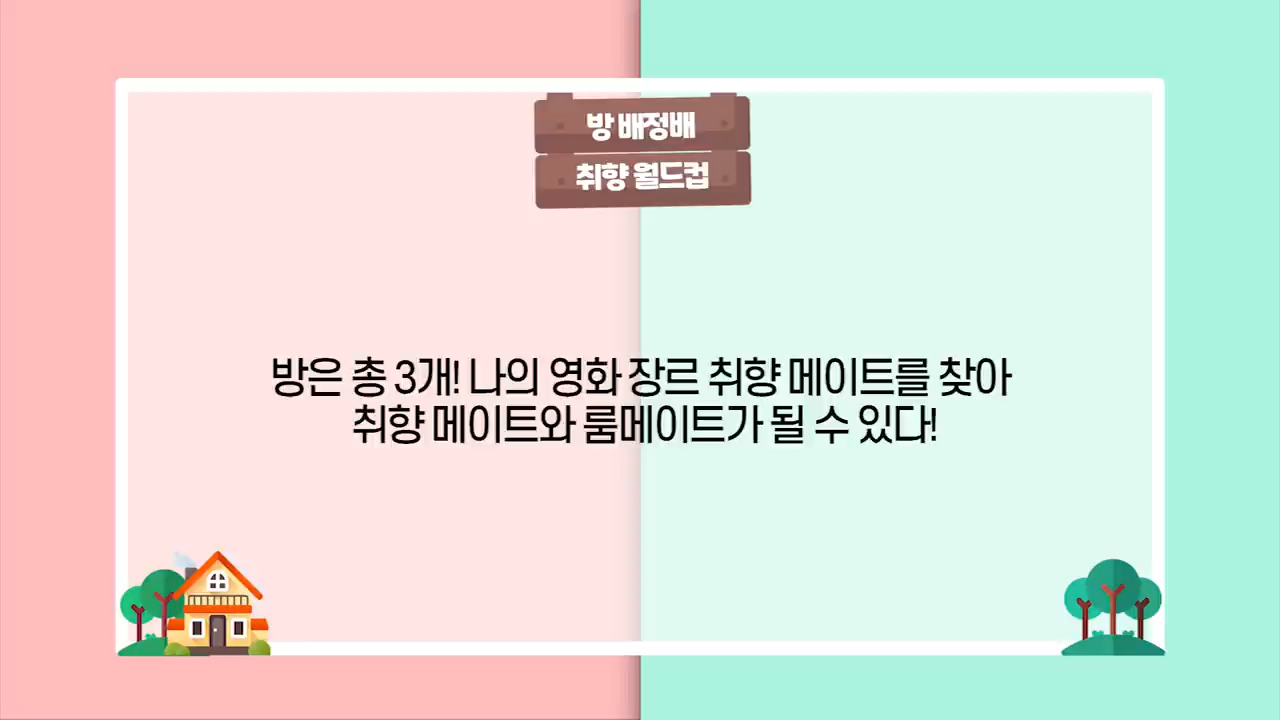 방 배정배
취향 월드컵
방은 총 3개! 나의 영화 장르 취향 메이트를 찾아
취향 메이트와 룸메이트가 될 수 있다!